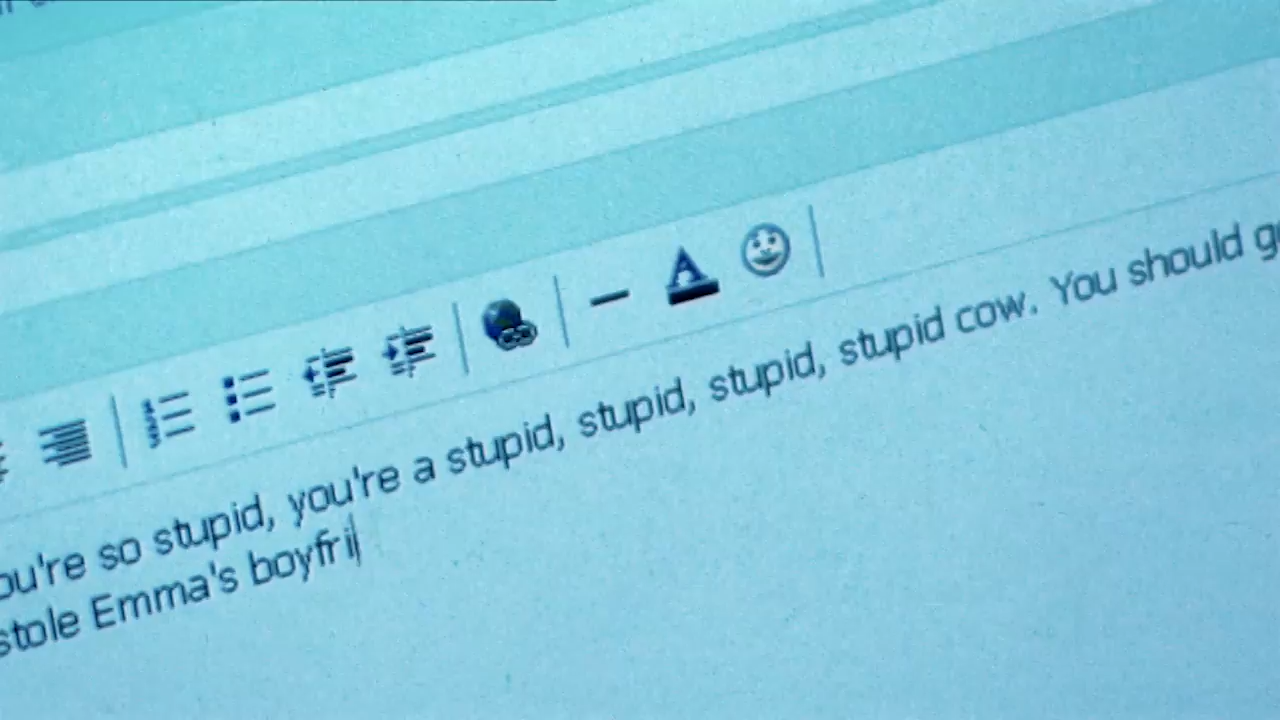 ou're so stupid, you're a stupid, stupid, stupid, stupid cow. You should
stole Emma's boyfri